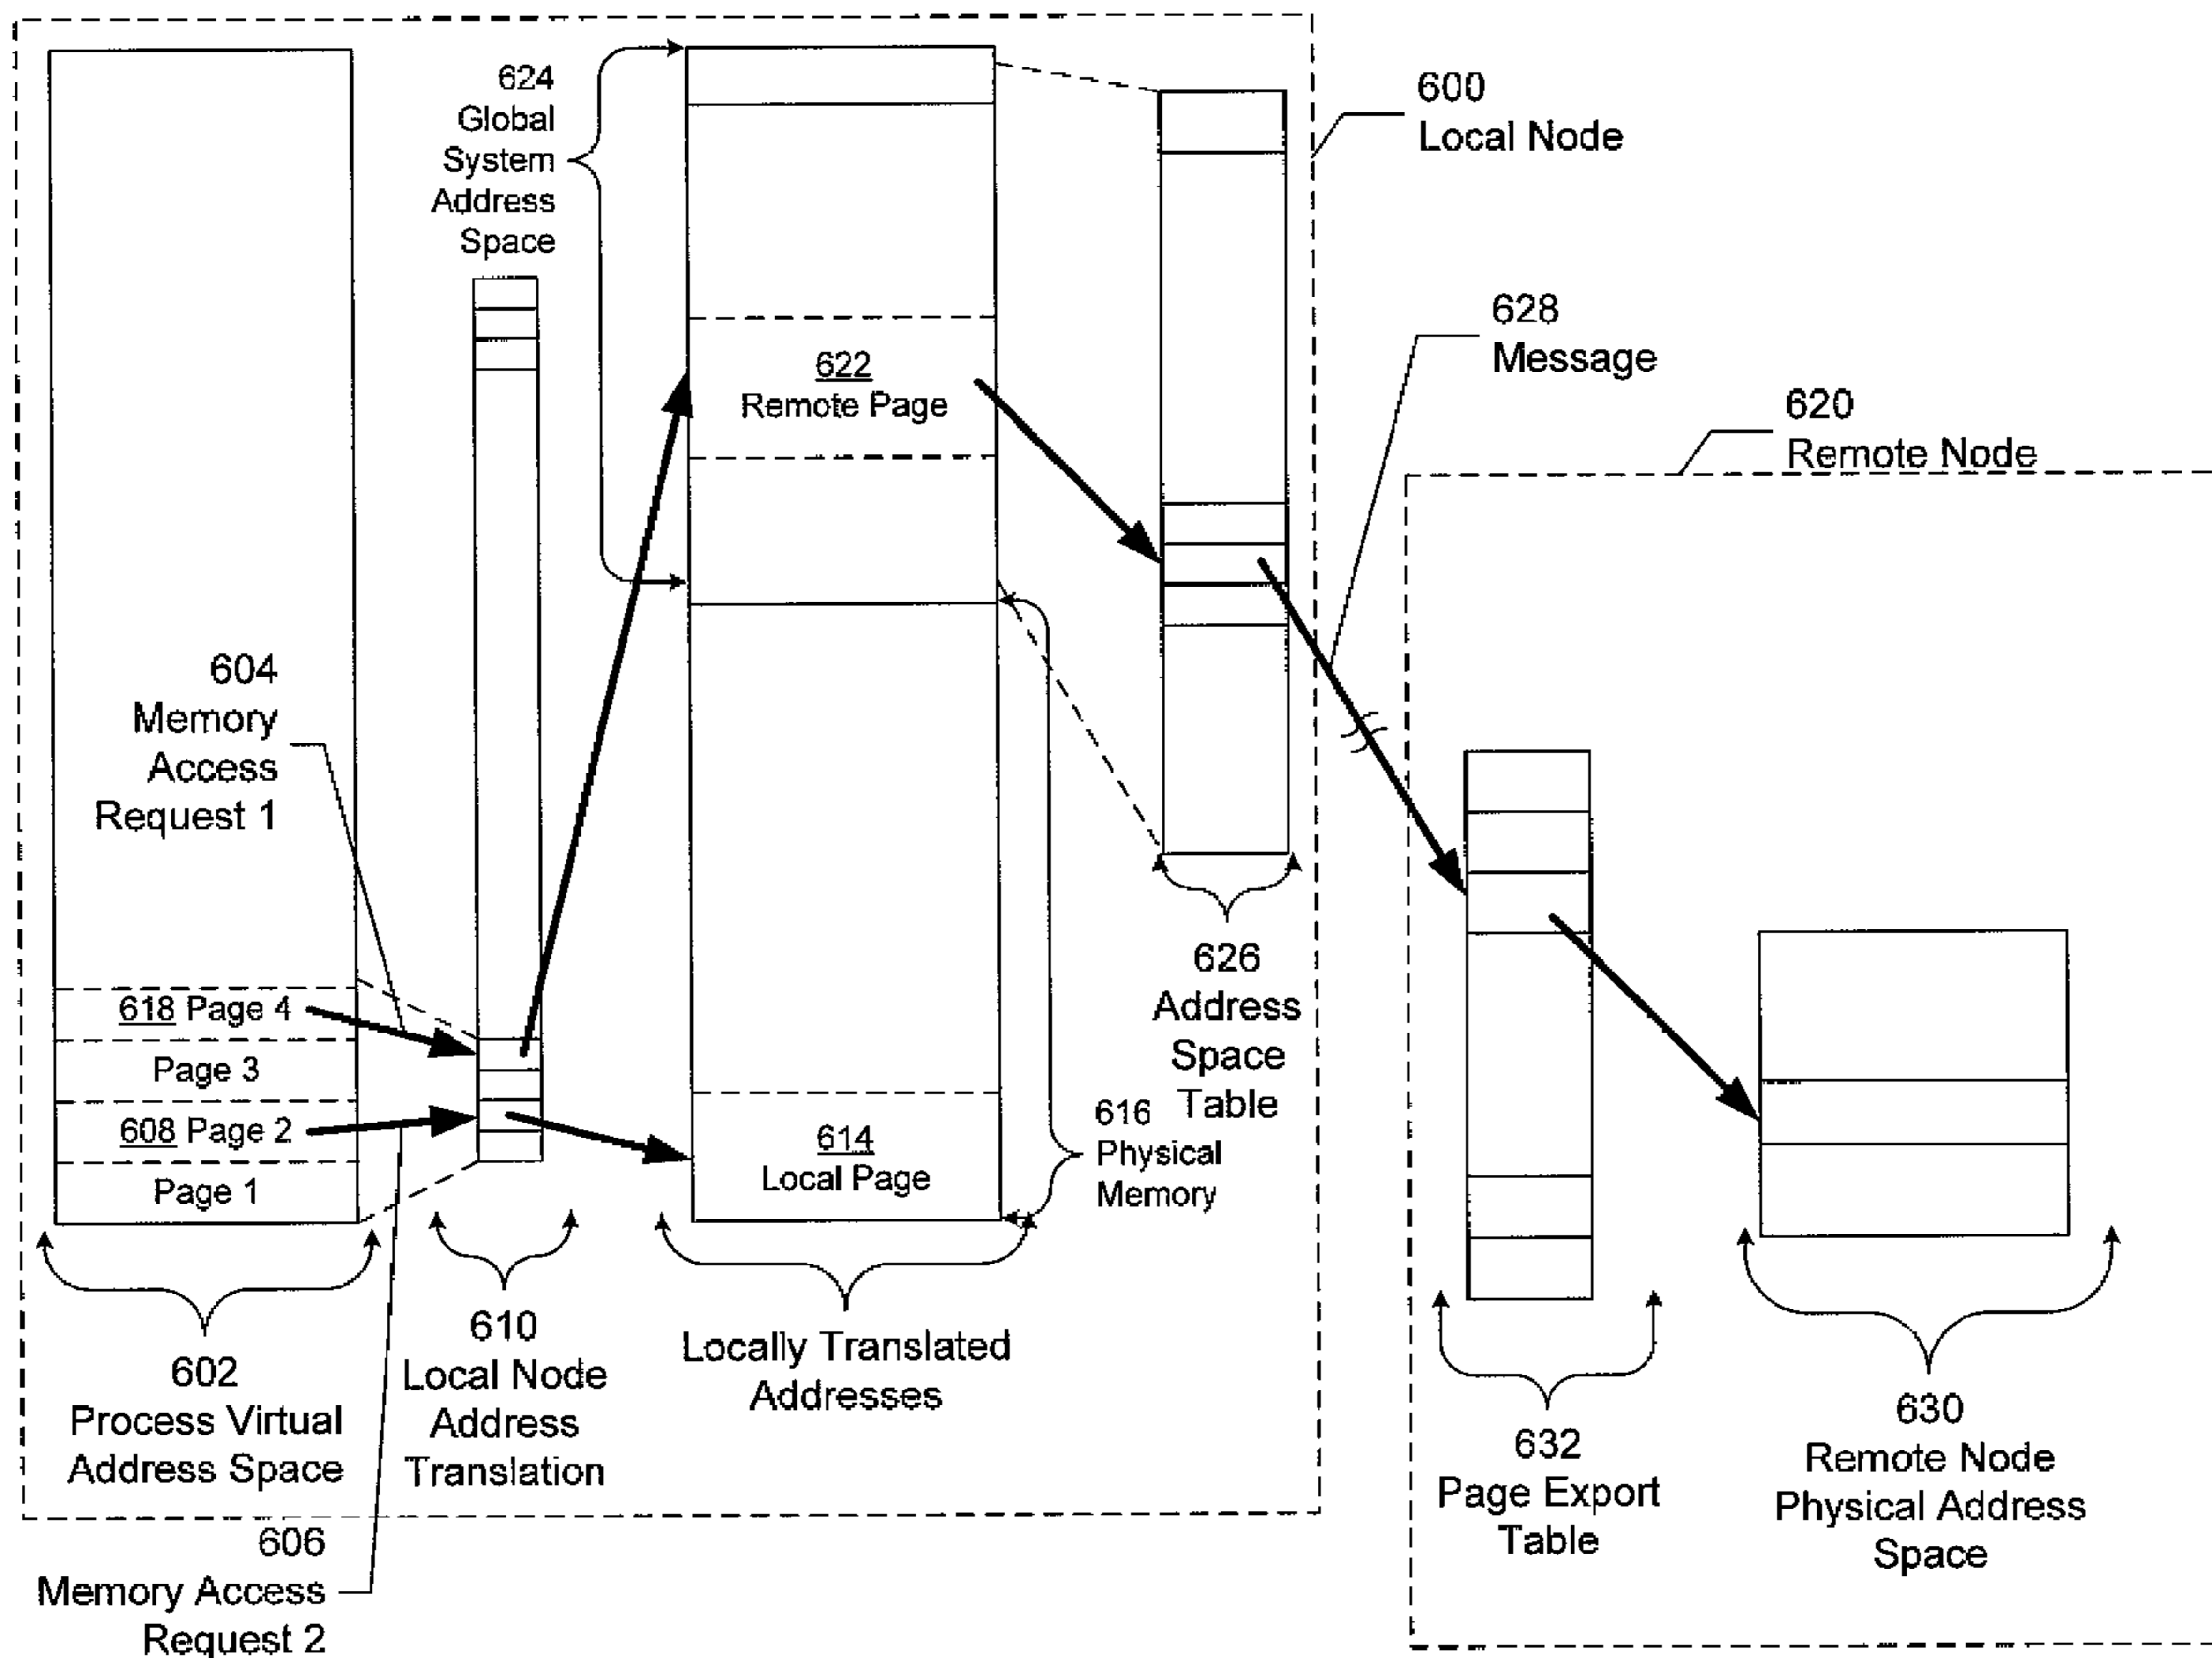 624
Global
System
Address
Space
600
Local Node
628
Message
622
Remote Page
620
Remote Node
604
Memory
Access
Request 1
618 Page 4
Page 3
608 Page 2
Page 1
614
Local Page
616
Physical
Memory
626
Address
Space
Table
602
Process Virtual
Address Space
610
Local Node
Address
Translation
Locally Translated
Addresses
632
Page Export
Table
630
Remote Node
Physical Address
Space
606
Memory Access
Request 2